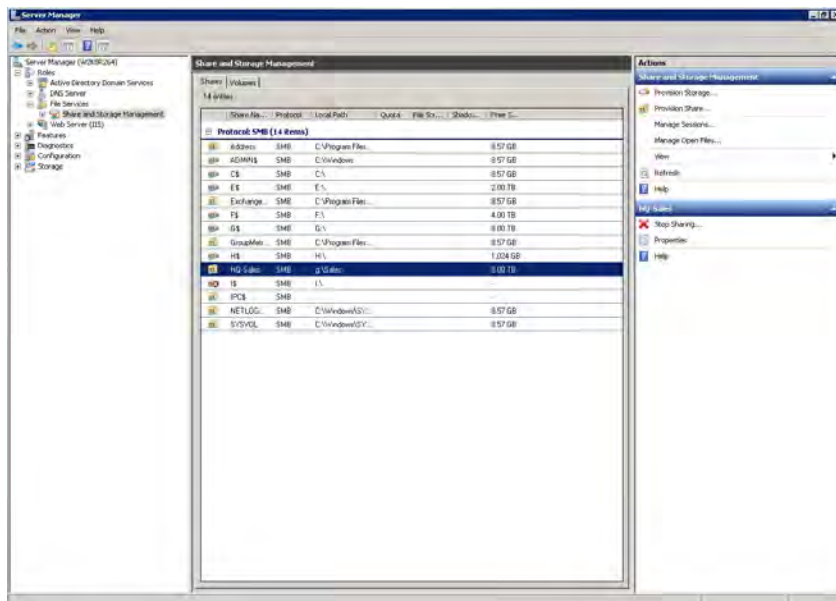 Server Manager
File Action View Help
Server Manager (W2K8R264)
Roles
Active Directory Domain Services
DNS Server
File Services
Share and Storage Management
Web Server (IIS)
Features
Diagnostics
Configuration
Storage
Share and Storage Management
Shares Volumes
14 entries
Share Na... Protocol Local Path Quota File Scr... Shado... Free S...
Protocol: SMB (14 items)
Address SMB C:\Program Files... 8.57 GB
ADMIN$ SMB C:\Windows 8.57 GB
C$ SMB C:\ 8.57 GB
E$ SMB E:\ 2.00 TB
Exchange... SMB C:\Program Files... 8.57 GB
F$ SMB F:\ 4.00 TB
G$ SMB G:\ 8.00 TB
GroupMet... SMB C:\Program Files... 8.57 GB
H$ SMB H:\ 1,024 GB
HQ-Sales SMB g:\Sales 8.00 TB
I$ SMB I:\
IPC$ SMB
NETLOG... SMB C:\Windows\SY... 8.57 GB
SYSVOL SMB C:\Windows\SY... 8.57 GB
Actions
Share and Storage Management
Provision Storage...
Provision Share...
Manage Sessions...
Manage Open Files...
View
Refresh
Help
HQ-Sales
Stop Sharing...
Properties
Help